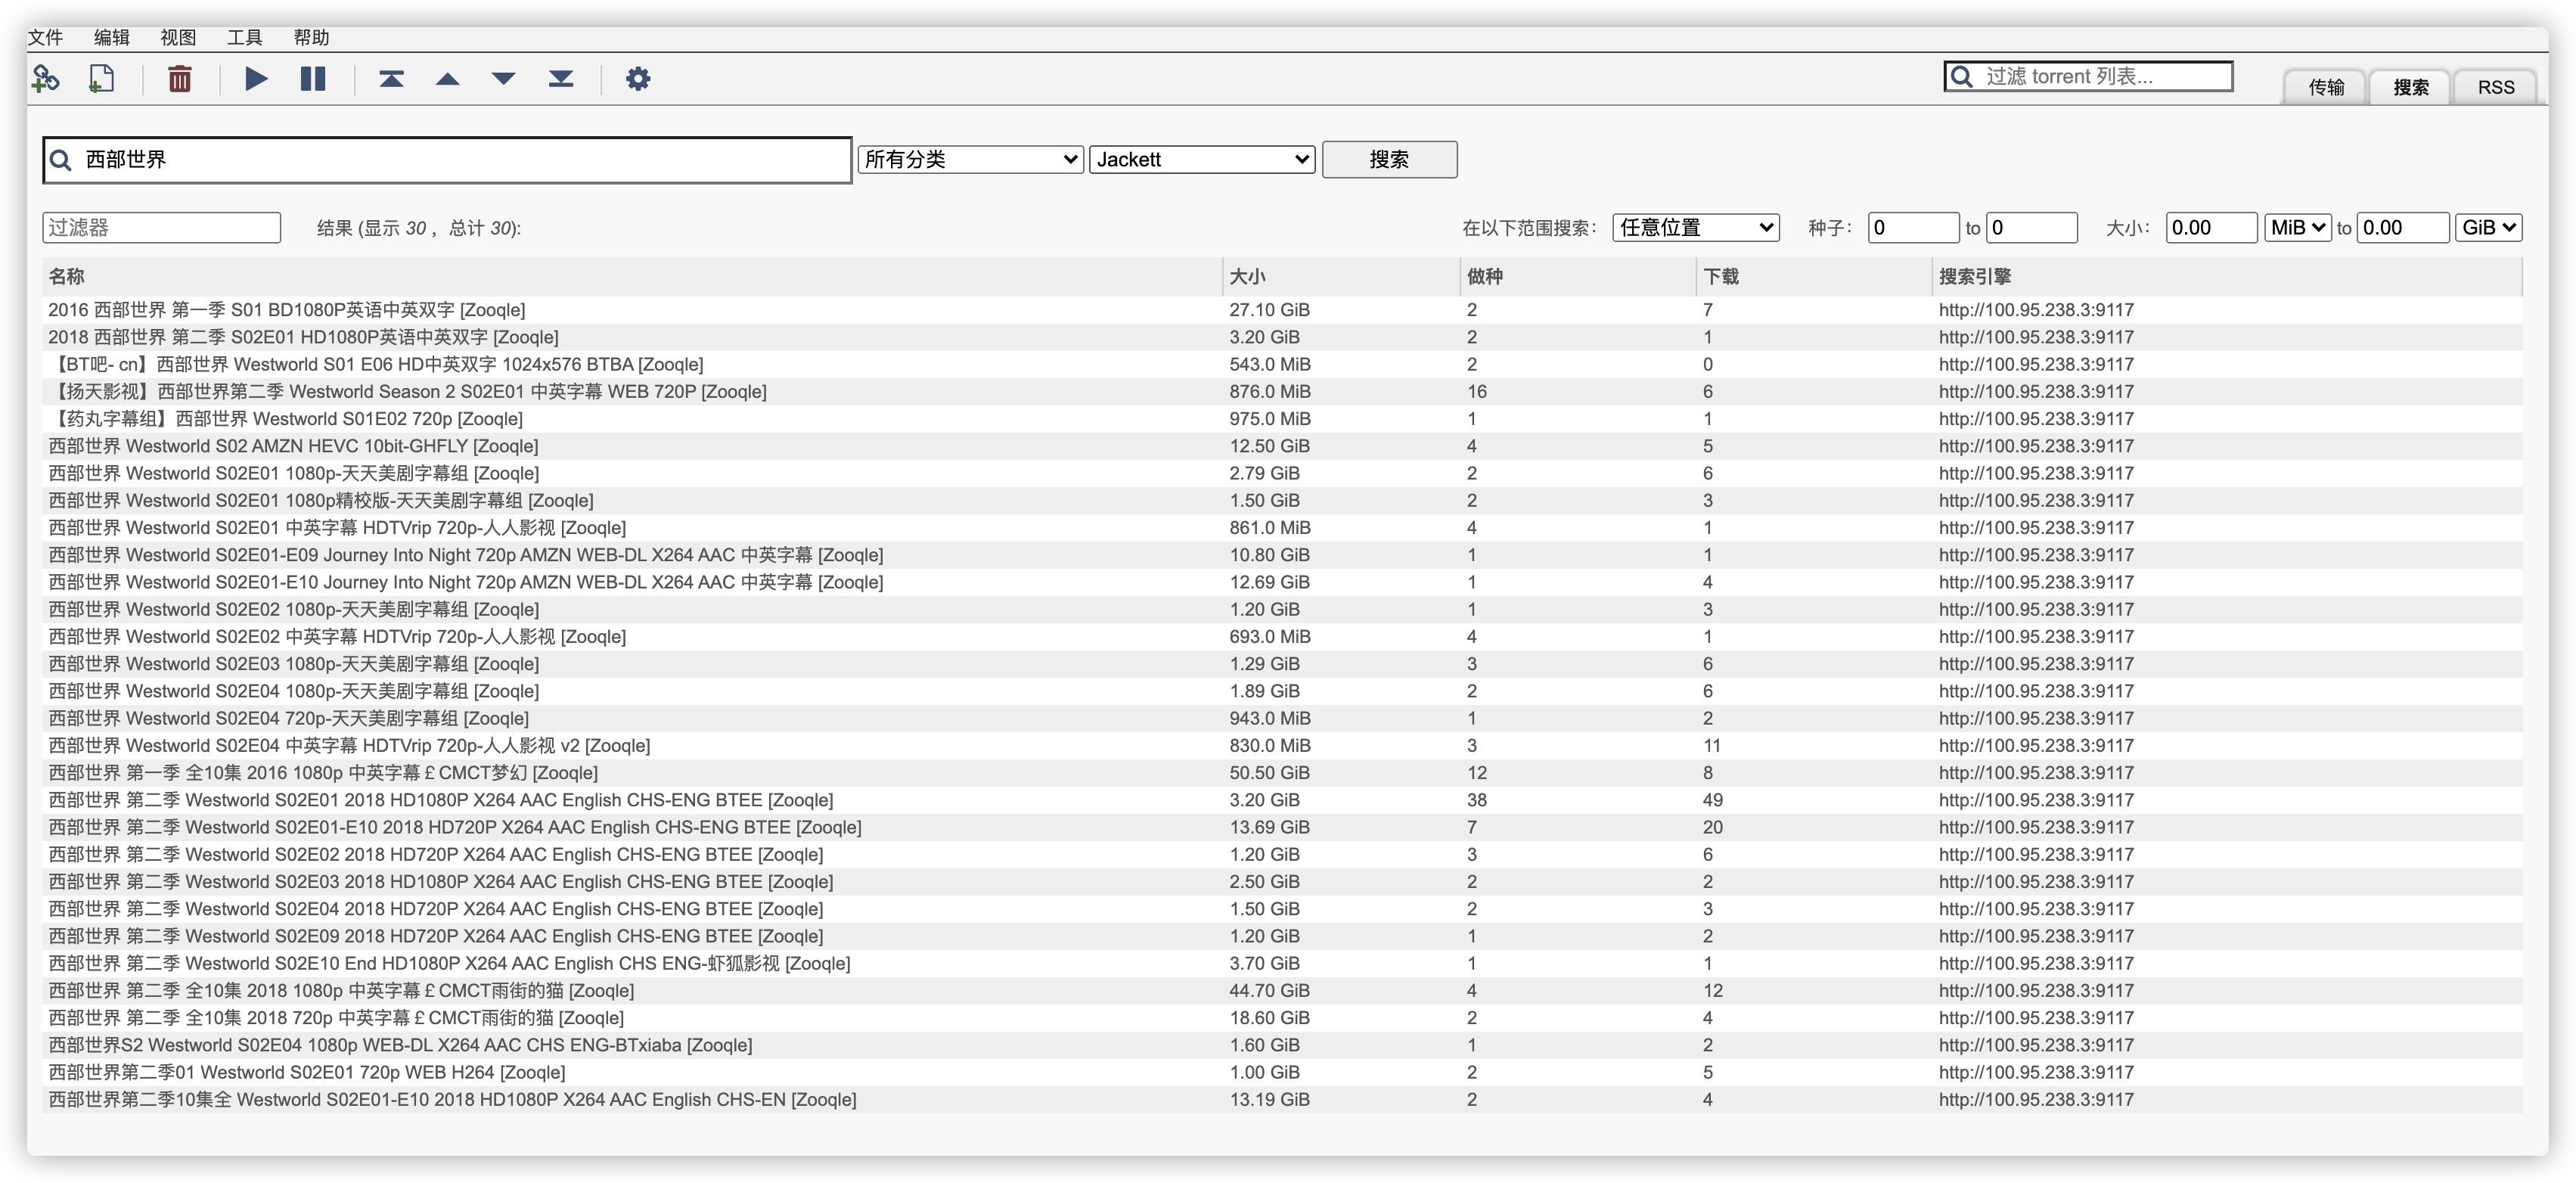 文件 编辑 视图 工具 帮助
过滤 torrent 列表... 传输 搜索 RSS
西部世界 所有分类 Jackett 搜索
过滤器 结果 (显示 30 ，总计 30): 在以下范围搜索： 任意位置 种子： 0 to 0 大小： 0.00 MiB to 0.00 GiB
名称 大小 做种 下载 搜索引擎
2016 西部世界 第一季 S01 BD1080P英语中英双字 [Zooqle] 27.10 GiB 2 7 http://100.95.238.3:9117
2018 西部世界 第二季 S02E01 HD1080P英语中英双字 [Zooqle] 3.20 GiB 2 1 http://100.95.238.3:9117
【BT吧- cn】西部世界 Westworld S01 E06 HD中英双字 1024x576 BTBA [Zooqle] 543.0 MiB 2 0 http://100.95.238.3:9117
【扬天影视】西部世界第二季 Westworld Season 2 S02E01 中英字幕 WEB 720P [Zooqle] 876.0 MiB 16 6 http://100.95.238.3:9117
【药丸字幕组】西部世界 Westworld S01E02 720p [Zooqle] 975.0 MiB 1 1 http://100.95.238.3:9117
西部世界 Westworld S02 AMZN HEVC 10bit-GHFLY [Zooqle] 12.50 GiB 4 5 http://100.95.238.3:9117
西部世界 Westworld S02E01 1080p-天天美剧字幕组 [Zooqle] 2.79 GiB 2 6 http://100.95.238.3:9117
西部世界 Westworld S02E01 1080p精校版-天天美剧字幕组 [Zooqle] 1.50 GiB 2 3 http://100.95.238.3:9117
西部世界 Westworld S02E01 中英字幕 HDTVrip 720p-人人影视 [Zooqle] 861.0 MiB 4 1 http://100.95.238.3:9117
西部世界 Westworld S02E01-E09 Journey Into Night 720p AMZN WEB-DL X264 AAC 中英字幕 [Zooqle] 10.80 GiB 1 1 http://100.95.238.3:9117
西部世界 Westworld S02E01-E10 Journey Into Night 720p AMZN WEB-DL X264 AAC 中英字幕 [Zooqle] 12.69 GiB 1 4 http://100.95.238.3:9117
西部世界 Westworld S02E02 1080p-天天美剧字幕组 [Zooqle] 1.20 GiB 1 3 http://100.95.238.3:9117
西部世界 Westworld S02E02 中英字幕 HDTVrip 720p-人人影视 [Zooqle] 693.0 MiB 4 1 http://100.95.238.3:9117
西部世界 Westworld S02E03 1080p-天天美剧字幕组 [Zooqle] 1.29 GiB 3 6 http://100.95.238.3:9117
西部世界 Westworld S02E04 1080p-天天美剧字幕组 [Zooqle] 1.89 GiB 2 6 http://100.95.238.3:9117
西部世界 Westworld S02E04 720p-天天美剧字幕组 [Zooqle] 943.0 MiB 1 2 http://100.95.238.3:9117
西部世界 Westworld S02E04 中英字幕 HDTVrip 720p-人人影视 v2 [Zooqle] 830.0 MiB 3 11 http://100.95.238.3:9117
西部世界 第一季 全10集 2016 1080p 中英字幕￡CMCT梦幻 [Zooqle] 50.50 GiB 12 8 http://100.95.238.3:9117
西部世界 第二季 Westworld S02E01 2018 HD1080P X264 AAC English CHS-ENG BTEE [Zooqle] 3.20 GiB 38 49 http://100.95.238.3:9117
西部世界 第二季 Westworld S02E01-E10 2018 HD720P X264 AAC English CHS-ENG BTEE [Zooqle] 13.69 GiB 7 20 http://100.95.238.3:9117
西部世界 第二季 Westworld S02E02 2018 HD720P X264 AAC English CHS-ENG BTEE [Zooqle] 1.20 GiB 3 6 http://100.95.238.3:9117
西部世界 第二季 Westworld S02E03 2018 HD1080P X264 AAC English CHS-ENG BTEE [Zooqle] 2.50 GiB 2 2 http://100.95.238.3:9117
西部世界 第二季 Westworld S02E04 2018 HD720P X264 AAC English CHS-ENG BTEE [Zooqle] 1.50 GiB 2 3 http://100.95.238.3:9117
西部世界 第二季 Westworld S02E09 2018 HD720P X264 AAC English CHS-ENG BTEE [Zooqle] 1.20 GiB 1 2 http://100.95.238.3:9117
西部世界 第二季 Westworld S02E10 End HD1080P X264 AAC English CHS ENG-虾狐影视 [Zooqle] 3.70 GiB 1 1 http://100.95.238.3:9117
西部世界 第二季 全10集 2018 1080p 中英字幕￡CMCT雨街的猫 [Zooqle] 44.70 GiB 4 12 http://100.95.238.3:9117
西部世界 第二季 全10集 2018 720p 中英字幕￡CMCT雨街的猫 [Zooqle] 18.60 GiB 2 4 http://100.95.238.3:9117
西部世界S2 Westworld S02E04 1080p WEB-DL X264 AAC CHS ENG-BTxiaba [Zooqle] 1.60 GiB 1 2 http://100.95.238.3:9117
西部世界第二季01 Westworld S02E01 720p WEB H264 [Zooqle] 1.00 GiB 2 5 http://100.95.238.3:9117
西部世界第二季10集全 Westworld S02E01-E10 2018 HD1080P X264 AAC English CHS-EN [Zooqle] 13.19 GiB 2 4 http://100.95.238.3:9117